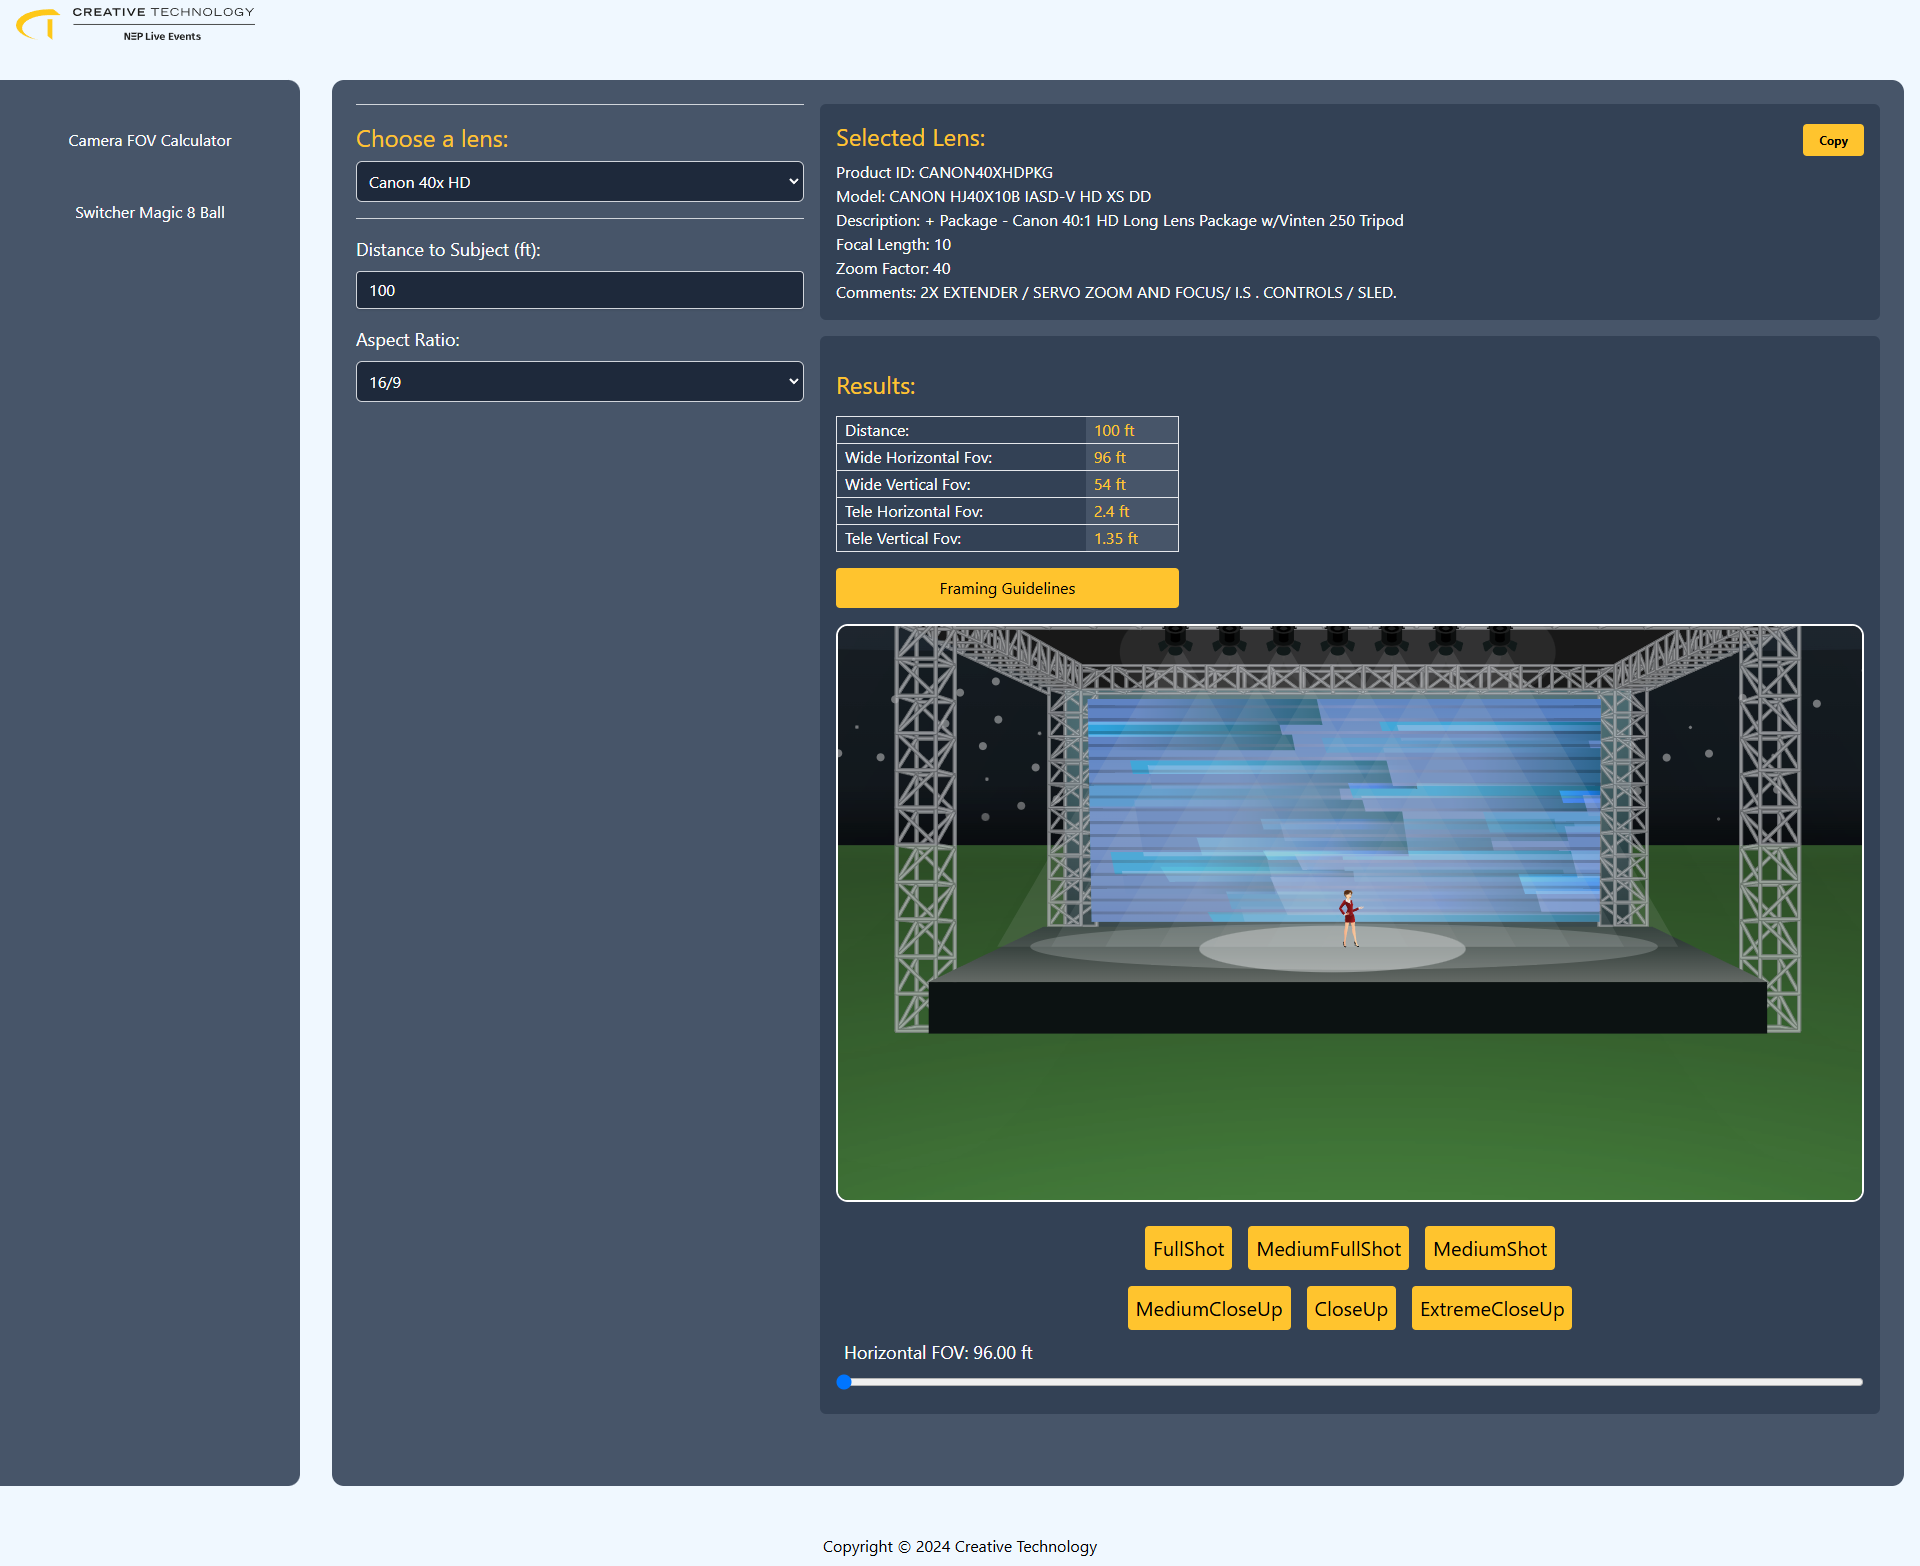 CREATIVE TECHNOLOGY
NEP Live Events
Camera FOV Calculator
Switcher Magic 8 Ball
Choose a lens:
Canon 40x HD
Distance to Subject (ft):
100
Aspect Ratio:
16/9
Selected Lens:
Copy
Product ID: CANON40XHDPKG
Model: CANON HJ40X10B IASD-V HD XS DD
Description: + Package - Canon 40:1 HD Long Lens Package w/Vinten 250 Tripod
Focal Length: 10
Zoom Factor: 40
Comments: 2X EXTENDER / SERVO ZOOM AND FOCUS/ I.S . CONTROLS / SLED.
Results:
Distance: 100 ft
Wide Horizontal Fov: 96 ft
Wide Vertical Fov: 54 ft
Tele Horizontal Fov: 2.4 ft
Tele Vertical Fov: 1.35 ft
Framing Guidelines
FullShot MediumFullShot MediumShot
MediumCloseUp CloseUp ExtremeCloseUp
Horizontal FOV: 96.00 ft
Copyright © 2024 Creative Technology